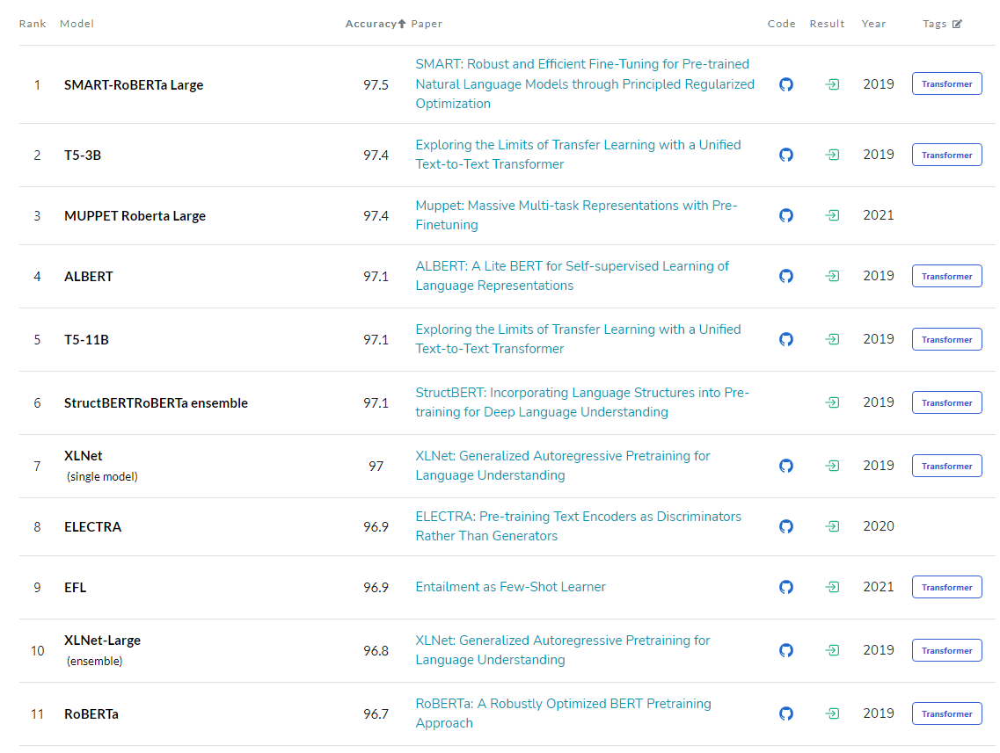 Rank Model Accuracy Paper Code Result Year Tags
1 SMART-RoBERTa Large 97.5 SMART: Robust and Efficient Fine-Tuning for Pre-trained
Natural Language Models through Principled Regularized
Optimization 2019 Transformer
2 T5-3B 97.4 Exploring the Limits of Transfer Learning with a Unified
Text-to-Text Transformer 2019 Transformer
3 MUPPET Roberta Large 97.4 Muppet: Massive Multi-task Representations with Pre-
Finetuning 2021
4 ALBERT 97.1 ALBERT: A Lite BERT for Self-supervised Learning of
Language Representations 2019 Transformer
5 T5-11B 97.1 Exploring the Limits of Transfer Learning with a Unified
Text-to-Text Transformer 2019 Transformer
6 StructBERTRoBERTa ensemble 97.1 StructBERT: Incorporating Language Structures into Pre-
training for Deep Language Understanding 2019 Transformer
7 XLNet
(single model) 97 XLNet: Generalized Autoregressive Pretraining for
Language Understanding 2019 Transformer
8 ELECTRA 96.9 ELECTRA: Pre-training Text Encoders as Discriminators
Rather Than Generators 2020
9 EFL 96.9 Entailment as Few-Shot Learner 2021 Transformer
10 XLNet-Large
(ensemble) 96.8 XLNet: Generalized Autoregressive Pretraining for
Language Understanding 2019 Transformer
11 RoBERTa 96.7 RoBERTa: A Robustly Optimized BERT Pretraining
Approach 2019 Transformer